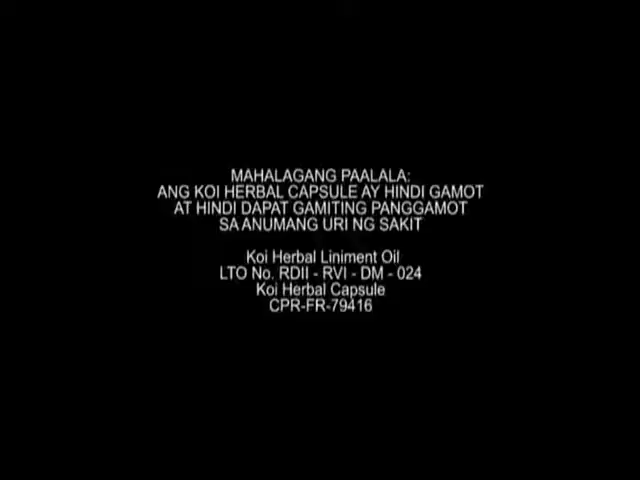 MAHALAGANG PAALALA:
ANG KOI HERBAL CAPSULE AY HINDI GAMOT
AT HINDI DAPAT GAMITING PANGGAMOT
SA ANUMANG URI NG SAKIT
Koi Herbal Liniment Oil
LTO No. RDII - RVI - DM - 024
Koi Herbal Capsule
CPR-FR-79416